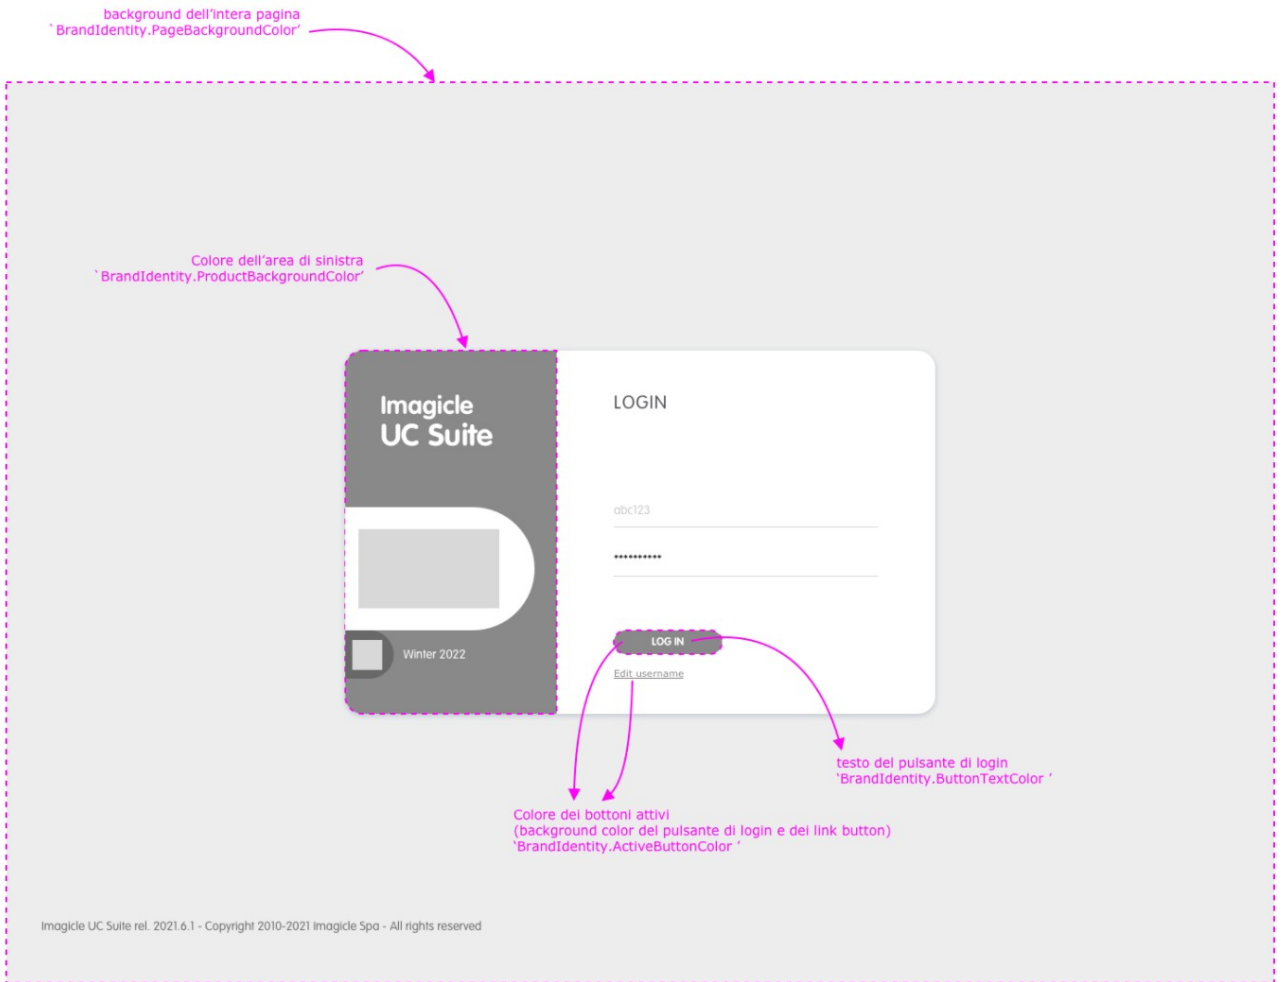 background dell'intera pagina
`BrandIdentity.PageBackgroundColor'
Colore dell'area di sinistra
`BrandIdentity.ProductBackgroundColor'
Imagicle
UC Suite
LOGIN
abc123
••••••••••
LOG IN
Winter 2022
Edit username
testo del pulsante di login
'BrandIdentity.ButtonTextColor '
Colore dei bottoni attivi
(background color del pulsante di login e dei link button)
'BrandIdentity.ActiveButtonColor '
Imagicle UC Suite rel. 2021.6.1 - Copyright 2010-2021 Imagicle Spa - All rights reserved